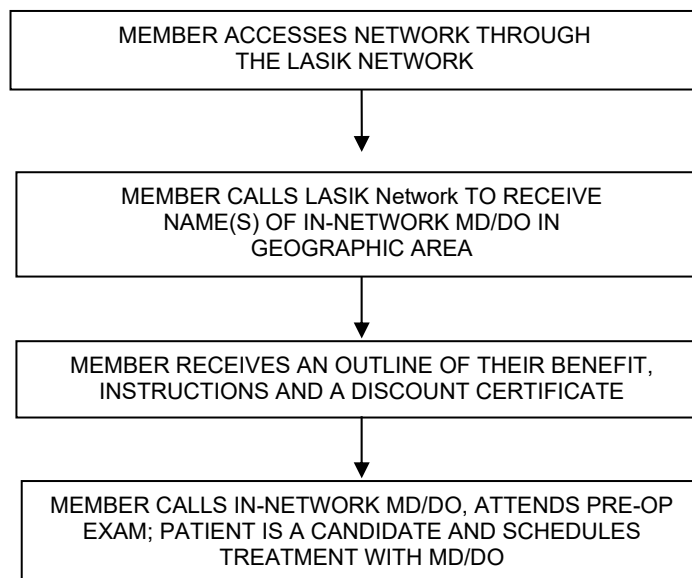 MEMBER ACCESSES NETWORK THROUGH
THE LASIK NETWORK
MEMBER CALLS LASIK Network TO RECEIVE
NAME(S) OF IN-NETWORK MD/DO IN
GEOGRAPHIC AREA
MEMBER RECEIVES AN OUTLINE OF THEIR BENEFIT,
INSTRUCTIONS AND A DISCOUNT CERTIFICATE
MEMBER CALLS IN-NETWORK MD/DO, ATTENDS PRE-OP
EXAM; PATIENT IS A CANDIDATE AND SCHEDULES
TREATMENT WITH MD/DO